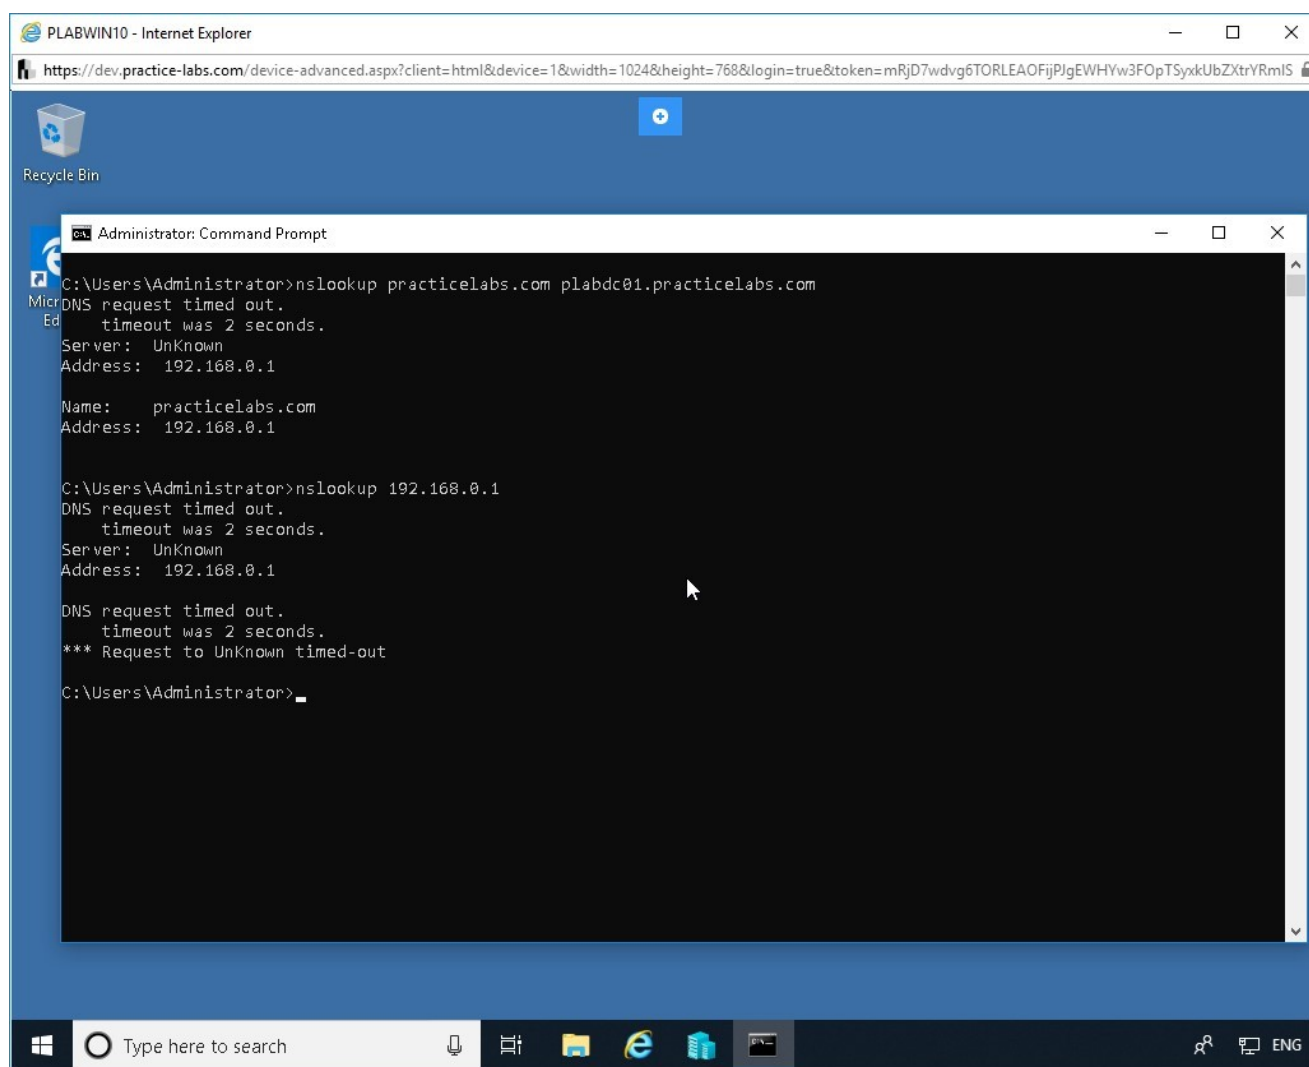 PLABWIN10 - Internet Explorer
https://dev.practice-labs.com/device-advanced.aspx?client=html&device=1&width=1024&height=768&login=true&token=mRjD7wdvg6TORLEAOFijPJgEWHYw3FOpTSyxkUbZXtrYRmIS
Recycle Bin
Micr
Ed
Administrator: Command Prompt
C:\Users\Administrator>nslookup practicelabs.com plabdc01.practicelabs.com
DNS request timed out.
    timeout was 2 seconds.
Server:  UnKnown
Address:  192.168.0.1
Name:    practicelabs.com
Address:  192.168.0.1
C:\Users\Administrator>nslookup 192.168.0.1
DNS request timed out.
    timeout was 2 seconds.
Server:  UnKnown
Address:  192.168.0.1
DNS request timed out.
    timeout was 2 seconds.
*** Request to UnKnown timed-out
C:\Users\Administrator>
Type here to search
ENG